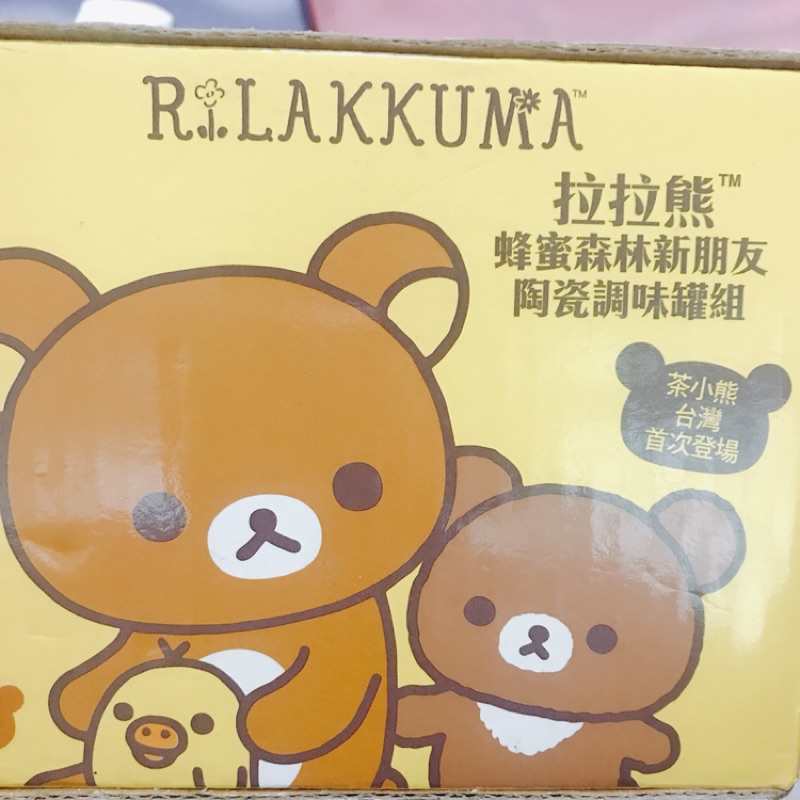 RiLAKKUMA™
拉拉熊™
蜂蜜森林新朋友
陶瓷調味罐組
茶小熊
台灣
首次登場